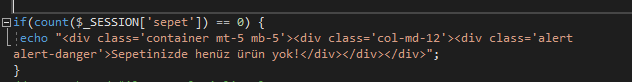 if(count($_SESSION['sepet']) == 0) {
echo "<div class='container mt-5 mb-5'><div class='col-md-12'><div class='alert
alert-danger'>Sepetinizde henüz ürün yok!</div></div></div>";
}